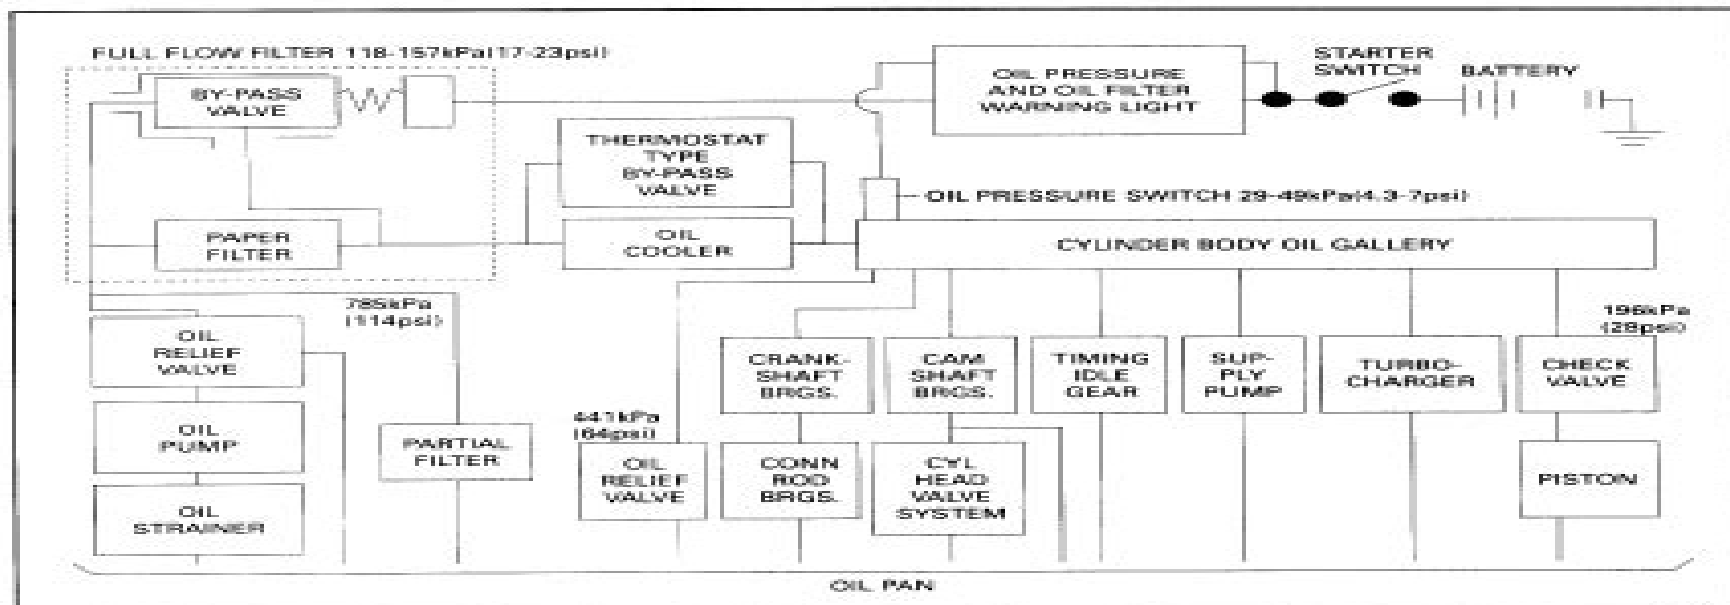 FULL FLOW FILTER 118-157kPa(17-23psi)
BY-PASS
VALVE
OIL PRESSURE
AND OIL FILTER
WARNING LIGHT
STARTER
SWITCH
BATTERY
THERMOSTAT
TYPE
BY-PASS
VALVE
OIL PRESSURE SWITCH 29-49kPa(4.3-7psi)
PAPER
FILTER
OIL
COOLER
CYLINDER BODY OIL GALLERY
785kPa
(114psi)
196kPa
(28psi)
OIL
RELIEF
VALVE
CRANK-
SHAFT
BRGS.
CAM
SHAFT
BRGS.
TIMING
IDLE
GEAR
SUP-
PLY
PUMP
TURBO-
CHARGER
CHECK
VALVE
OIL
PUMP
PARTIAL
FILTER
441kPa
(64psi)
OIL
RELIEF
VALVE
CONN
ROD
BRGS.
CYL
HEAD
VALVE
SYSTEM
PISTON
OIL
STRAINER
OIL PAN